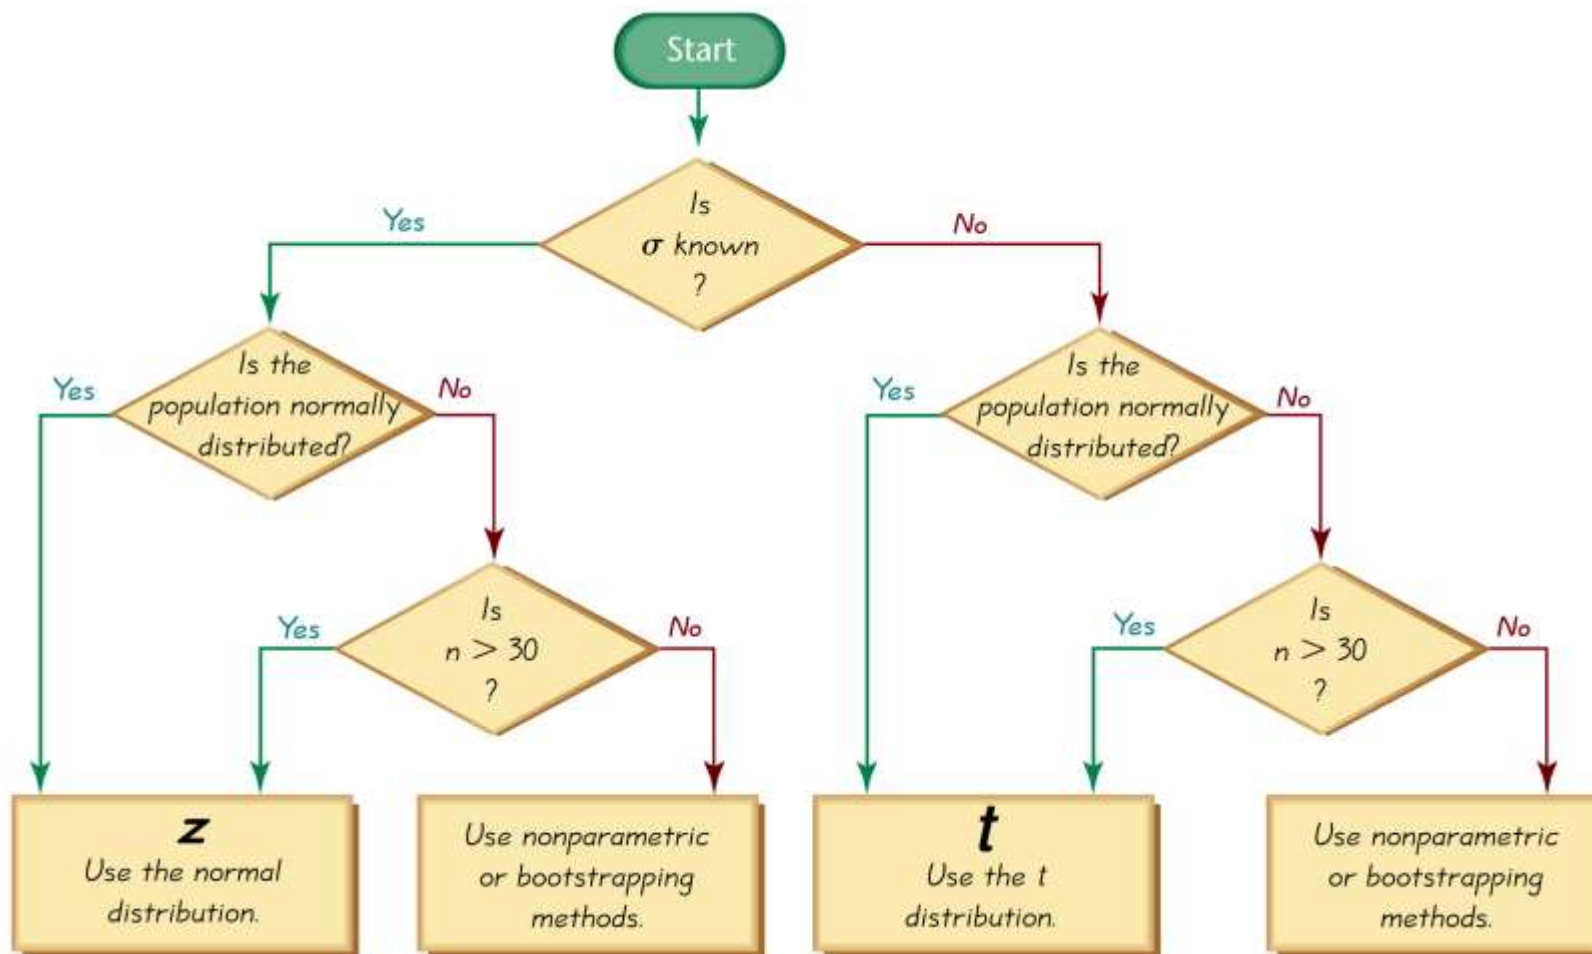 Start
Is
σ known
?
Yes
No
Is the
population normally
distributed?
Yes
No
Is the
population normally
distributed?
Yes
No
Is
n > 30
?
Yes
No
Is
n > 30
?
Yes
No
z
Use the normal
distribution.
Use nonparametric
or bootstrapping
methods.
t
Use the t
distribution.
Use nonparametric
or bootstrapping
methods.